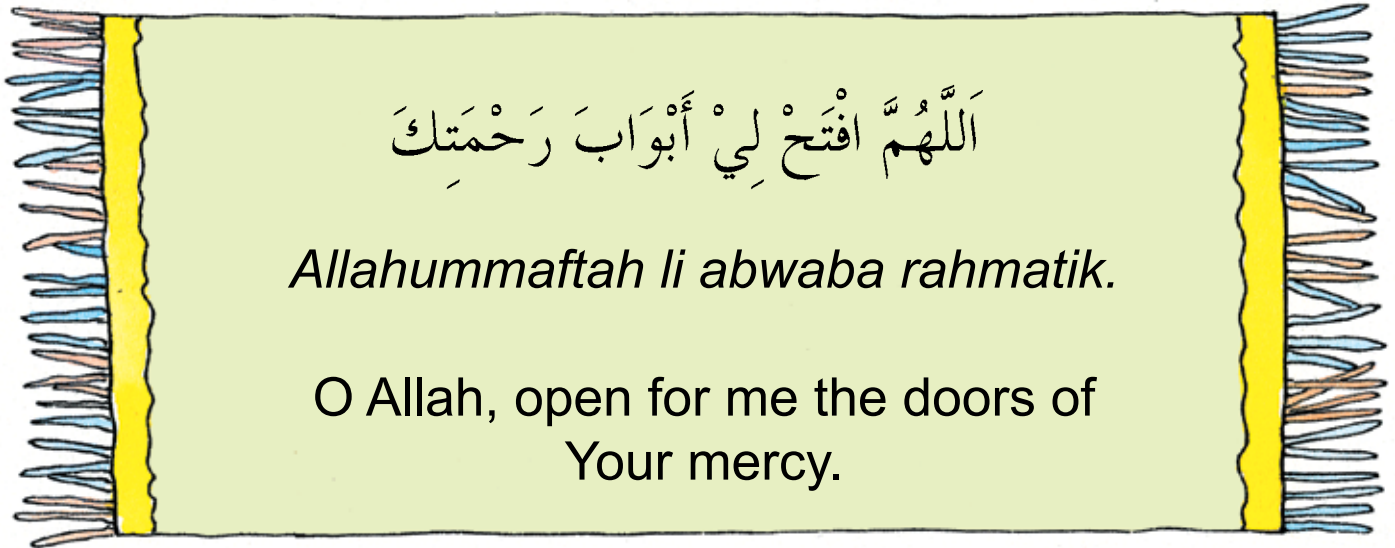 اَللَّهُمَّ افْتَحْ لِيْ أَبْوَابَ رَحْمَتِكَ
Allahummaftah li abwaba rahmatik.
O Allah, open for me the doors of
Your mercy.